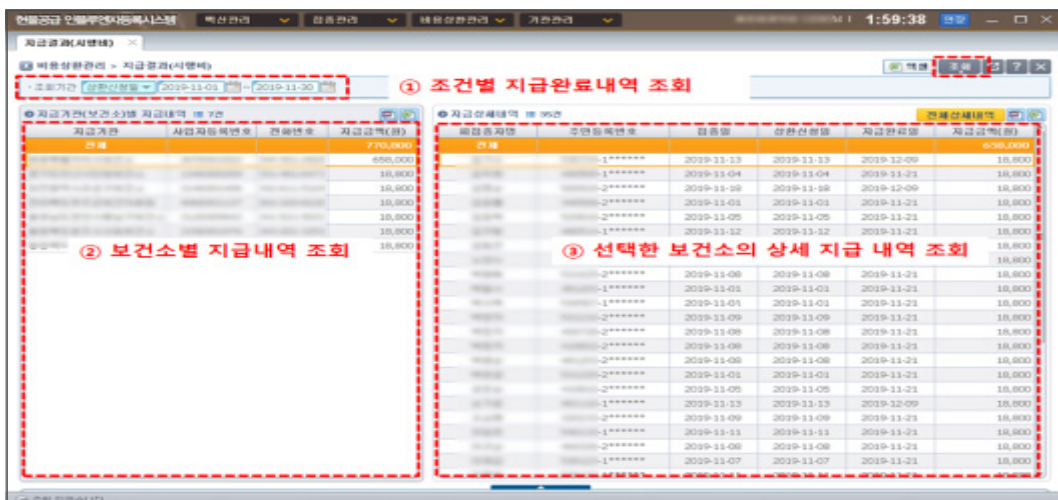 현물공급 인플루엔자등록시스템 백신관리 접종관리 비용상환관리 기관관리 1:59:38 연장
지급결과(시행비)
비용상환관리 > 지급결과(시행비) 엑셀 조회
조회기간 상환신청일 2019-11-01 ~ 2019-11-30 ① 조건별 지급완료내역 조회
지급기관(보건소)별 지급내역 7건
지급기관 사업자등록번호 전화번호 지급금액(원)
전체 770,000
658,000
18,800
18,800
18,800
18,800
18,800
18,800
② 보건소별 지급내역 조회
지급상세내역 35건 전체상세내역
피접종자명 주민등록번호 접종일 상환신청일 지급완료일 지급금액(원)
전체 658,000
-1****** 2019-11-13 2019-11-13 2019-12-09 18,800
-1****** 2019-11-04 2019-11-04 2019-11-21 18,800
-2****** 2019-11-18 2019-11-18 2019-12-09 18,800
-2****** 2019-11-01 2019-11-01 2019-11-21 18,800
-2****** 2019-11-05 2019-11-05 2019-11-21 18,800
-1****** 2019-11-12 2019-11-12 2019-11-21 18,800
18,800
③ 선택한 보건소의 상세 지급 내역 조회
18,800
-2****** 2019-11-08 2019-11-08 2019-11-21 18,800
-1****** 2019-11-01 2019-11-01 2019-11-21 18,800
-1****** 2019-11-01 2019-11-01 2019-11-21 18,800
-2****** 2019-11-09 2019-11-09 2019-11-21 18,800
-2****** 2019-11-08 2019-11-08 2019-11-21 18,800
-2****** 2019-11-08 2019-11-08 2019-11-21 18,800
-2****** 2019-11-01 2019-11-01 2019-11-21 18,800
-2****** 2019-11-05 2019-11-05 2019-11-21 18,800
-1****** 2019-11-13 2019-11-13 2019-12-09 18,800
-2****** 2019-11-09 2019-11-09 2019-11-21 18,800
-1****** 2019-11-11 2019-11-11 2019-11-21 18,800
-2****** 2019-11-08 2019-11-08 2019-11-21 18,800
-1****** 2019-11-07 2019-11-07 2019-11-21 18,800